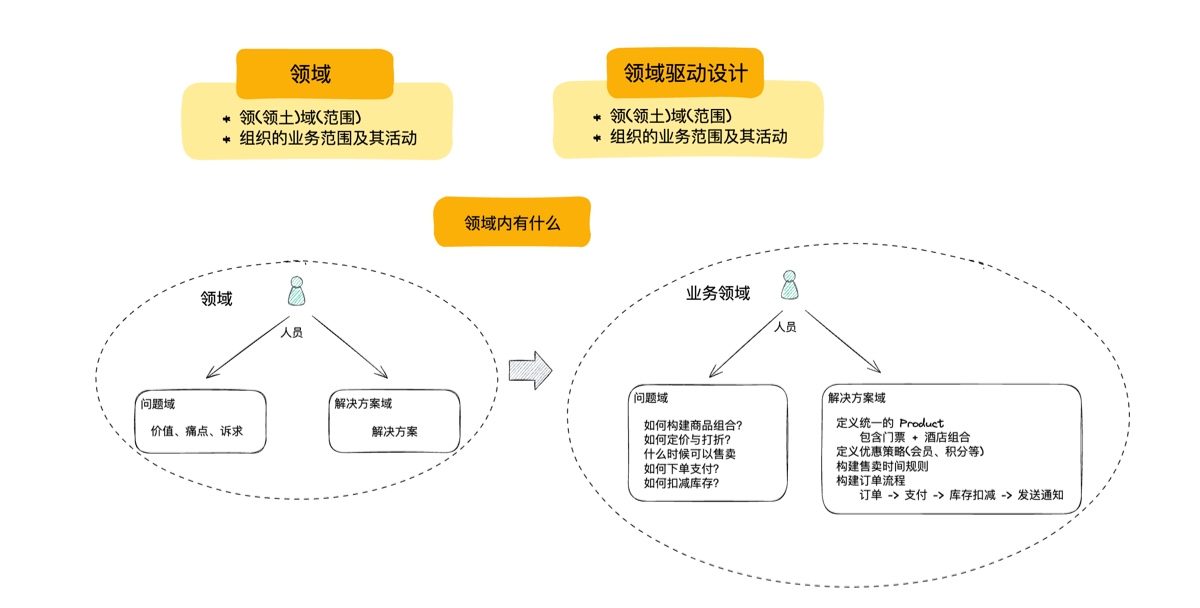 领域
* 领(领土)域(范围)
* 组织的业务范围及其活动
领域驱动设计
* 领(领土)域(范围)
* 组织的业务范围及其活动
领域内有什么
领域
人员
问题域
价值、痛点、诉求
解决方案域
解决方案
业务领域
人员
问题域
如何构建商品组合?
如何定价与打折?
什么时候可以售卖
如何下单支付?
如何扣减库存?
解决方案域
定义统一的 Product
包含门票 + 酒店组合
定义优惠策略(会员、积分等)
构建售卖时间规则
构建订单流程
订单 -> 支付 -> 库存扣减 -> 发送通知